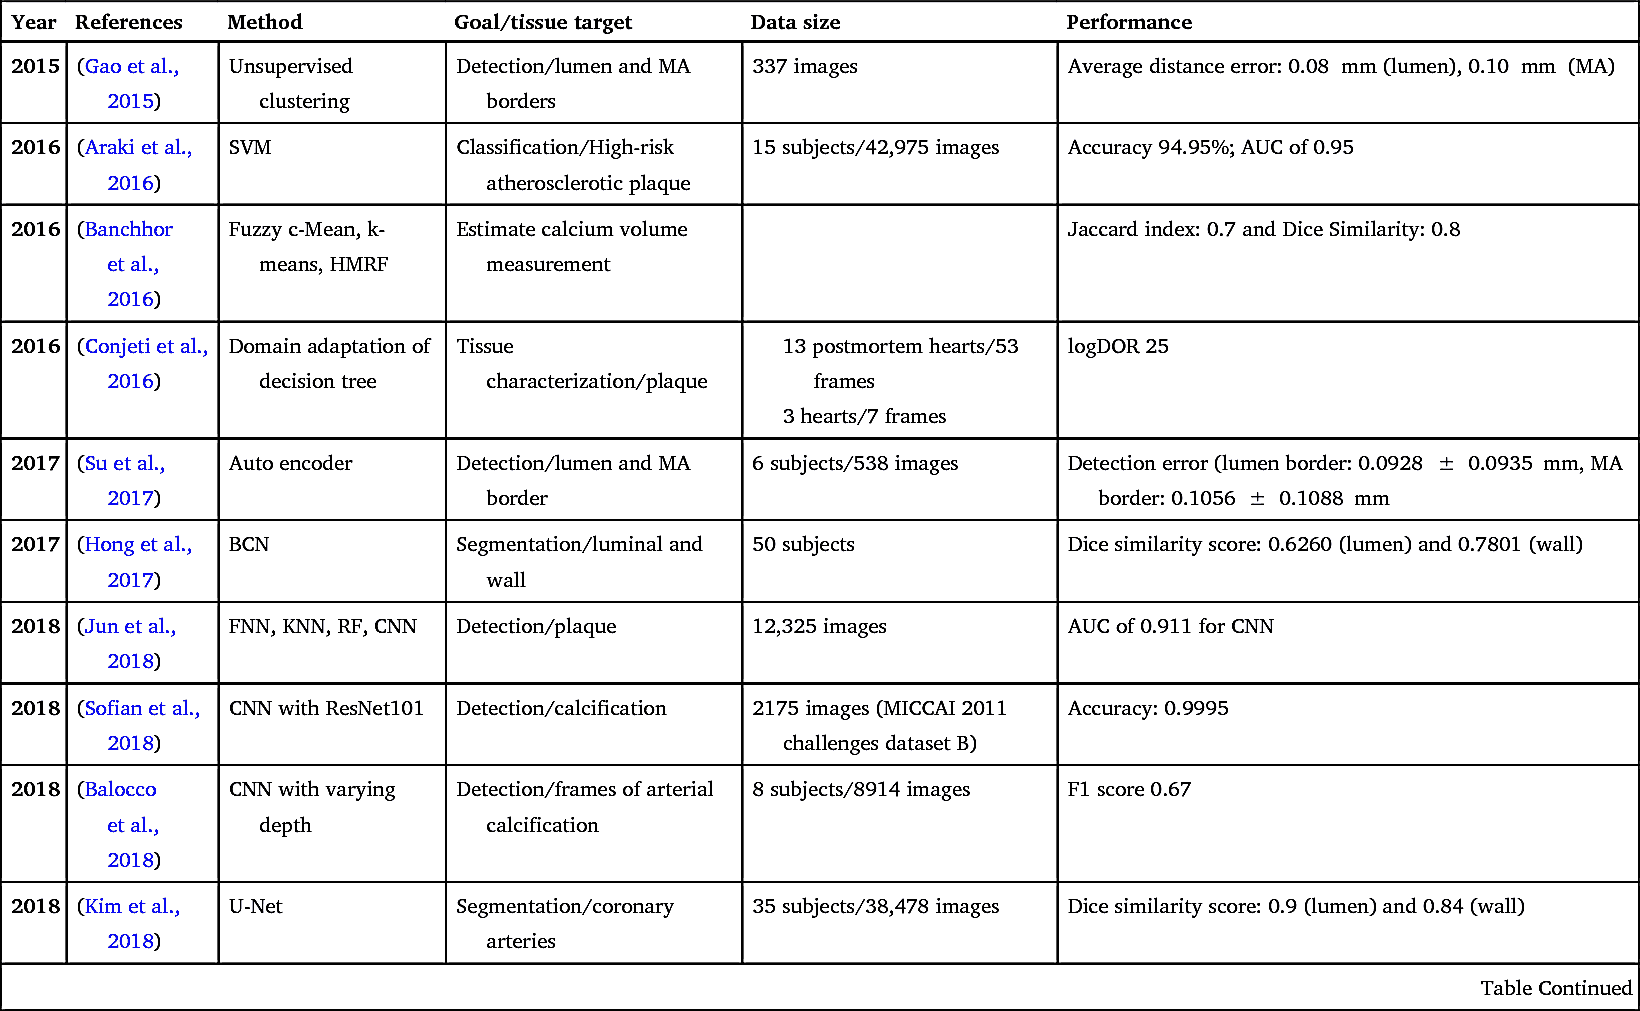 Year References Method Goal/tissue target Data size Performance
2015 (Gao et al., Unsupervised Detection/lumen and MA 337 images Average distance error: 0.08 mm (lumen), 0.10 mm (MA)
2015) clustering borders
2016 (Araki et al., SVM Classification/High-risk 15 subjects/42,975 images Accuracy 94.95%; AUC of 0.95
2016) atherosclerotic plaque
2016 (Banchhor Fuzzy c-Mean, k- Estimate calcium volume Jaccard index: 0.7 and Dice Similarity: 0.8
et al., means, HMRF measurement
2016)
2016 (Conjeti et al., Domain adaptation of Tissue 13 postmortem hearts/53 logDOR 25
2016) decision tree characterization/plaque frames
3 hearts/7 frames
2017 (Su et al., Auto encoder Detection/lumen and MA 6 subjects/538 images Detection error (lumen border: 0.0928 ± 0.0935 mm, MA
2017) border border: 0.1056 ± 0.1088 mm
2017 (Hong et al., BCN Segmentation/luminal and 50 subjects Dice similarity score: 0.6260 (lumen) and 0.7801 (wall)
2017) wall
2018 (Jun et al., FNN, KNN, RF, CNN Detection/plaque 12,325 images AUC of 0.911 for CNN
2018)
2018 (Sofian et al., CNN with ResNet101 Detection/calcification 2175 images (MICCAI 2011 Accuracy: 0.9995
2018) challenges dataset B)
2018 (Balocco CNN with varying Detection/frames of arterial 8 subjects/8914 images F1 score 0.67
et al., depth calcification
2018)
2018 (Kim et al., U-Net Segmentation/coronary 35 subjects/38,478 images Dice similarity score: 0.9 (lumen) and 0.84 (wall)
2018) arteries
Table Continued